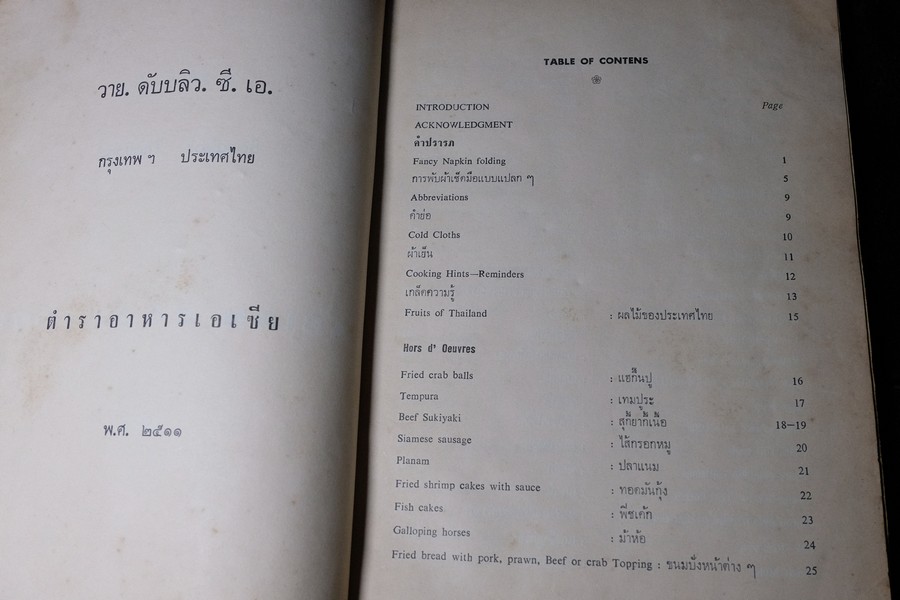 วาย. ดับบลิว. ซี. เอ.
กรุงเทพ ฯ ประเทศไทย
ตำราอาหารเอเซีย
พ.ศ. ๒๕๑๑
TABLE OF CONTENS
INTRODUCTION Page
ACKNOWLEDGMENT
คำปรารภ
Fancy Napkin folding 1
การพับผ้าเช็ดมือแบบแปลก ๆ 5
Abbreviations 9
คำย่อ 9
Cold Cloths 10
ผ้าเย็น 11
Cooking Hints—Reminders 12
เกล็ดความรู้ 13
Fruits of Thailand : ผลไม้ของประเทศไทย 15
Hors d' Oeuvres
Fried crab balls : แฮ่กึ๊นปู 16
Tempura : เทมปูระ 17
Beef Sukiyaki : สุกี้ยากี้เนื้อ 18—19
Siamese sausage : ไส้กรอกหมู 20
Planam : ปลาแนม 21
Fried shrimp cakes with sauce : ทอดมันกุ้ง 22
Fish cakes : ฟิชเค้ก 23
Galloping horses : ม้าห้อ 24
Fried bread with pork, prawn, Beef or crab Topping : ขนมปังหน้าต่าง ๆ 25